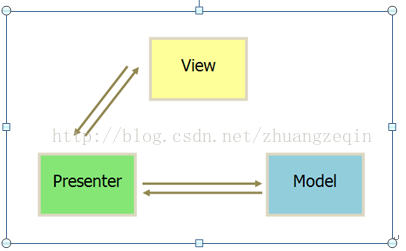 View
http://blog.csdn.net/zhuangzeqin
Presenter
Model